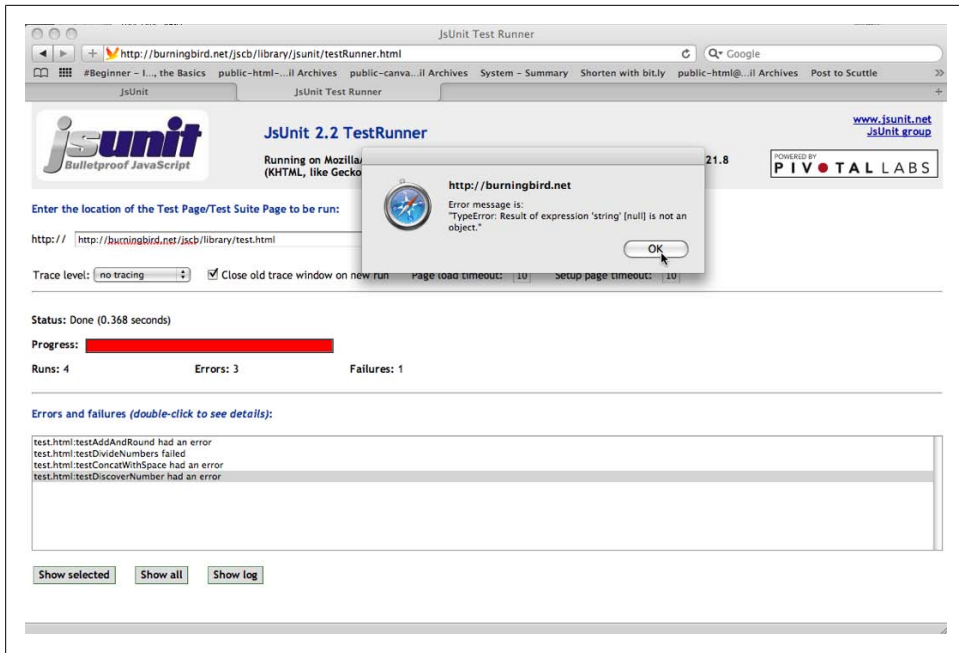 JsUnit Test Runner
http://burningbird.net/jscb/library/jsunit/testRunner.html
Google
#Beginner – I..., the Basics public-html-...il Archives public-canva...il Archives System – Summary Shorten with bit.ly public-html@...il Archives Post to Scuttle
JsUnit
JsUnit Test Runner
jsunit
Bulletproof JavaScript
JsUnit 2.2 TestRunner
Running on Mozilla/
(KHTML, like Gecko
21.8
www.jsunit.net
JsUnit group
POWERED BY
PIVOTAL LABS
http://burningbird.net
Error message is:
"TypeError: Result of expression 'string' [null] is not an
object."
OK
Enter the location of the Test Page/Test Suite Page to be run:
http:// http://burningbird.net/jscb/library/test.html
Trace level: no tracing Close old trace window on new run Page load timeout: 10 Setup page timeout: 10
Status: Done (0.368 seconds)
Progress:
Runs: 4 Errors: 3 Failures: 1
Errors and failures (double-click to see details):
test.html:testAddAndRound had an error
test.html:testDivideNumbers failed
test.html:testConcatWithSpace had an error
test.html:testDiscoverNumber had an error
Show selected Show all Show log